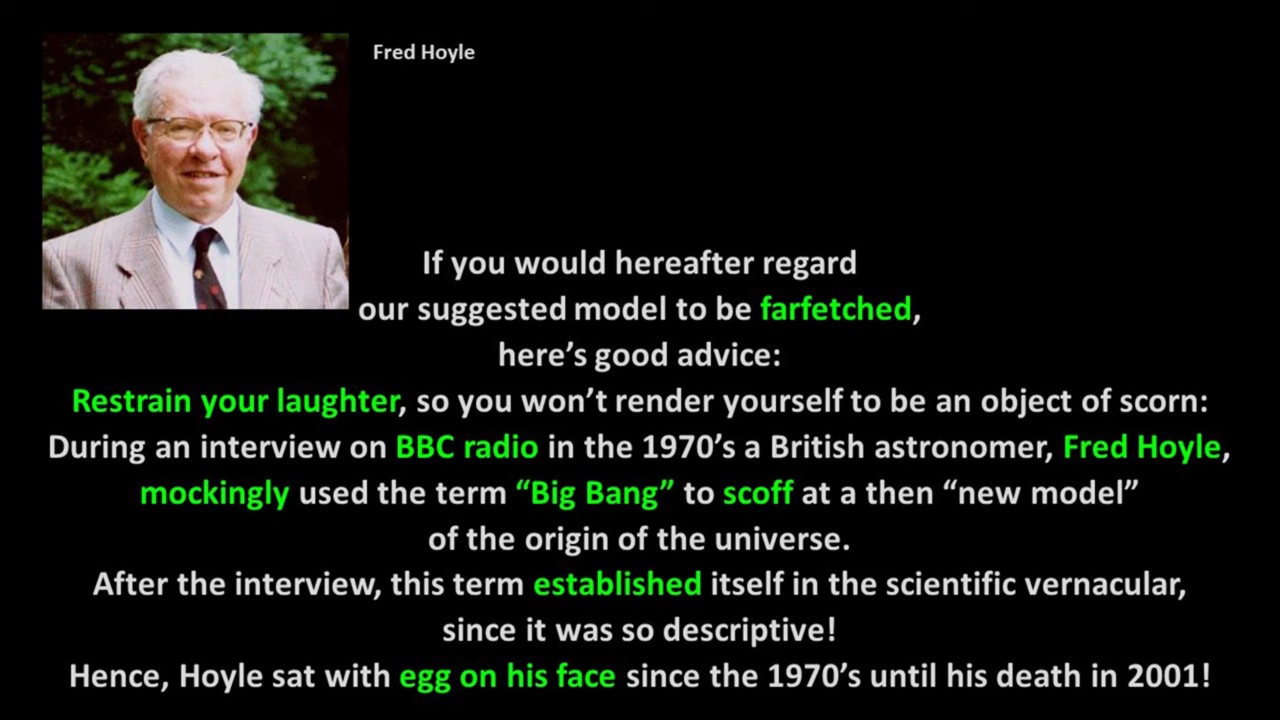 Fred Hoyle
If you would hereafter regard
our suggested model to be farfetched,
here’s good advice:
Restrain your laughter, so you won’t render yourself to be an object of scorn:
During an interview on BBC radio in the 1970’s a British astronomer, Fred Hoyle,
mockingly used the term “Big Bang” to scoff at a then “new model”
of the origin of the universe.
After the interview, this term established itself in the scientific vernacular,
since it was so descriptive!
Hence, Hoyle sat with egg on his face since the 1970’s until his death in 2001!